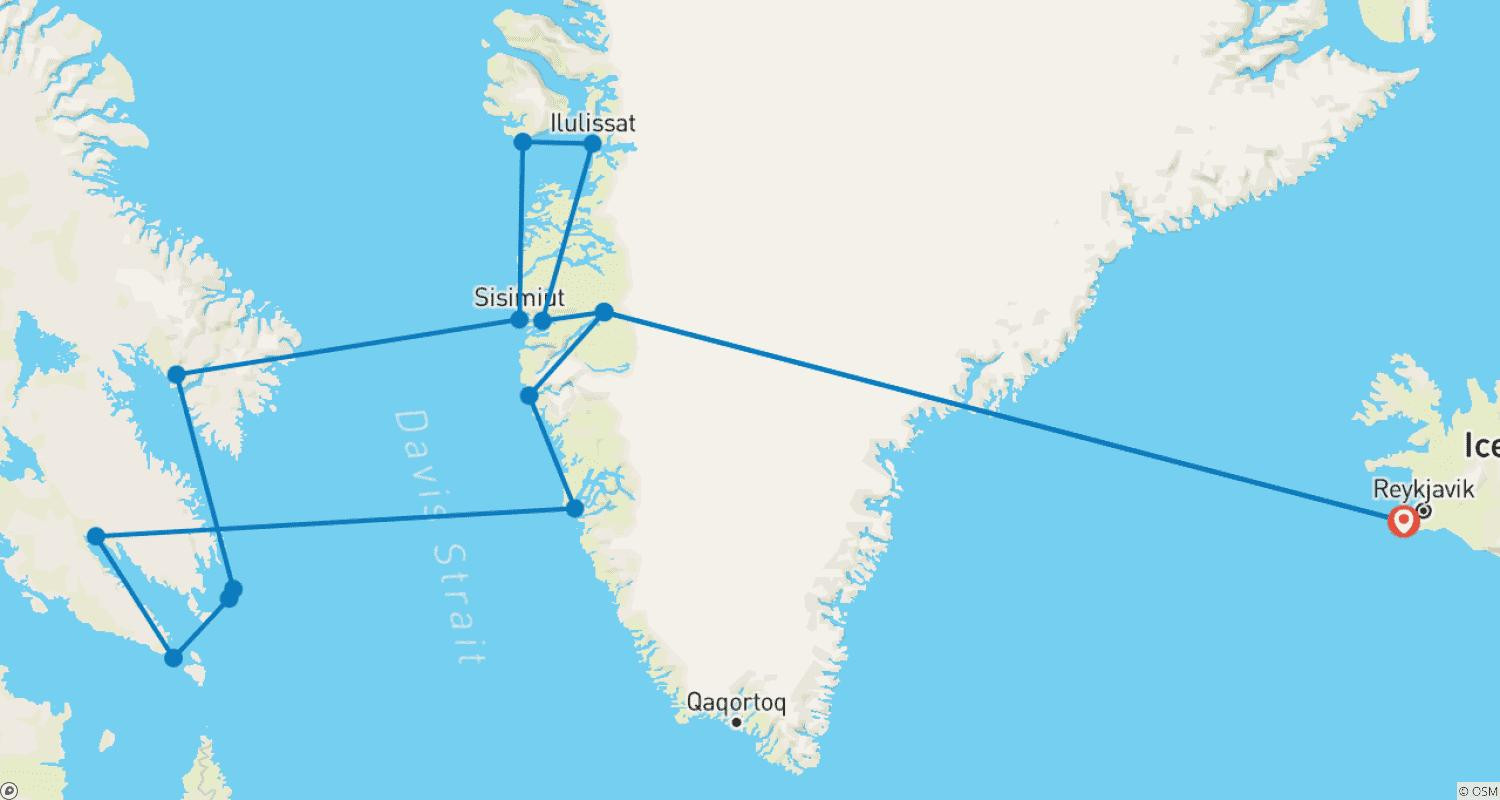 Ilulissat
Sisimiut
Davis Strait
Ice
Reykjavik
Qaqortoq
© OSM